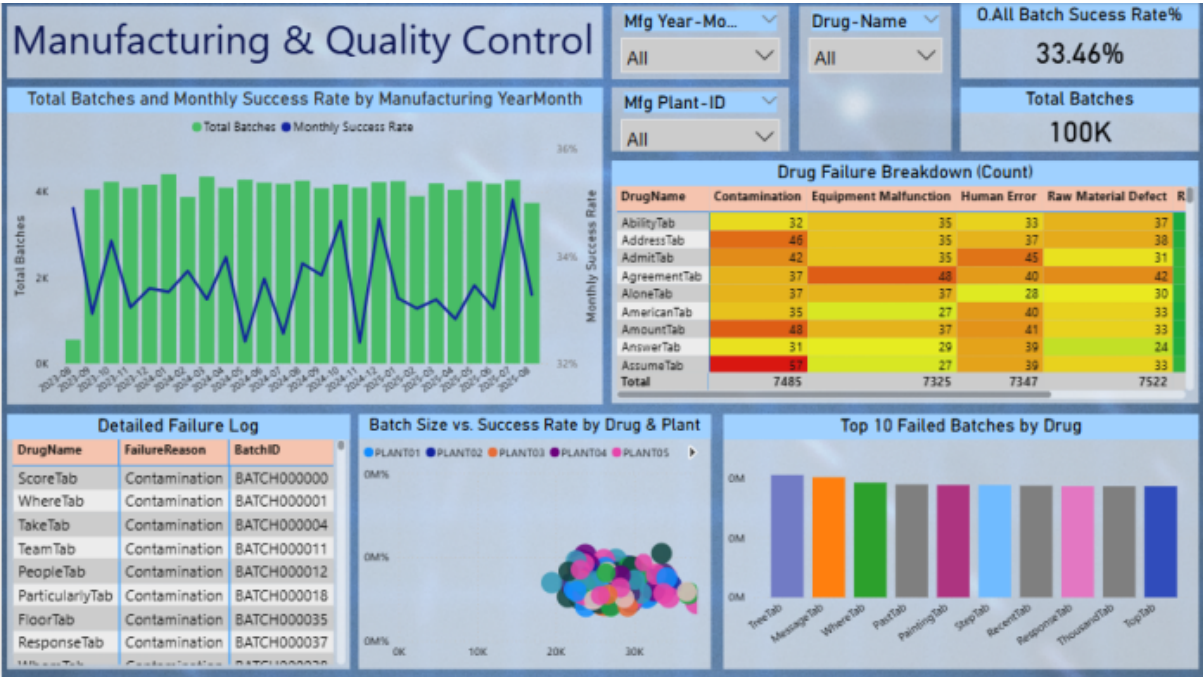 Manufacturing & Quality Control
Mfg Year-Mo...
All
Drug-Name
All
O.All Batch Sucess Rate%
33.46%
Mfg Plant-ID
All
Total Batches
100K
Total Batches and Monthly Success Rate by Manufacturing YearMonth
Total Batches Monthly Success Rate
36%
34%
32%
4K
2K
0K
Total Batches
Monthly Success Rate
2023-08 2023-09 2023-10 2023-11 2023-12 2024-01 2024-02 2024-03 2024-04 2024-05 2024-06 2024-07 2024-08 2024-09 2024-10 2024-11 2024-12 2025-01 2025-02 2025-03 2025-04 2025-05 2025-06 2025-07 2025-08
Drug Failure Breakdown (Count)
DrugName Contamination Equipment Malfunction Human Error Raw Material Defect R
AbilityTab 32 35 33 37
AddressTab 46 35 37 38
AdmitTab 42 35 45 31
AgreementTab 37 48 40 42
AloneTab 37 37 28 30
AmericanTab 35 27 40 33
AmountTab 48 37 41 33
AnswerTab 31 29 39 24
AssumeTab 57 27 39 33
Total 7485 7325 7347 7522
Detailed Failure Log
DrugName FailureReason BatchID
ScoreTab Contamination BATCH000000
WhereTab Contamination BATCH000001
TakeTab Contamination BATCH000004
TeamTab Contamination BATCH000011
PeopleTab Contamination BATCH000012
ParticularlyTab Contamination BATCH000018
FloorTab Contamination BATCH000035
ResponseTab Contamination BATCH000037
Batch Size vs. Success Rate by Drug & Plant
PLANT01 PLANT02 PLANT03 PLANT04 PLANT05
0M%
0M%
0M%
0K 10K 20K 30K
Top 10 Failed Batches by Drug
0M
0M
0M
TreeTab MessageTab WhereTab PastTab PaintingTab StepTab RecentTab ResponseTab ThousandTab TopTab